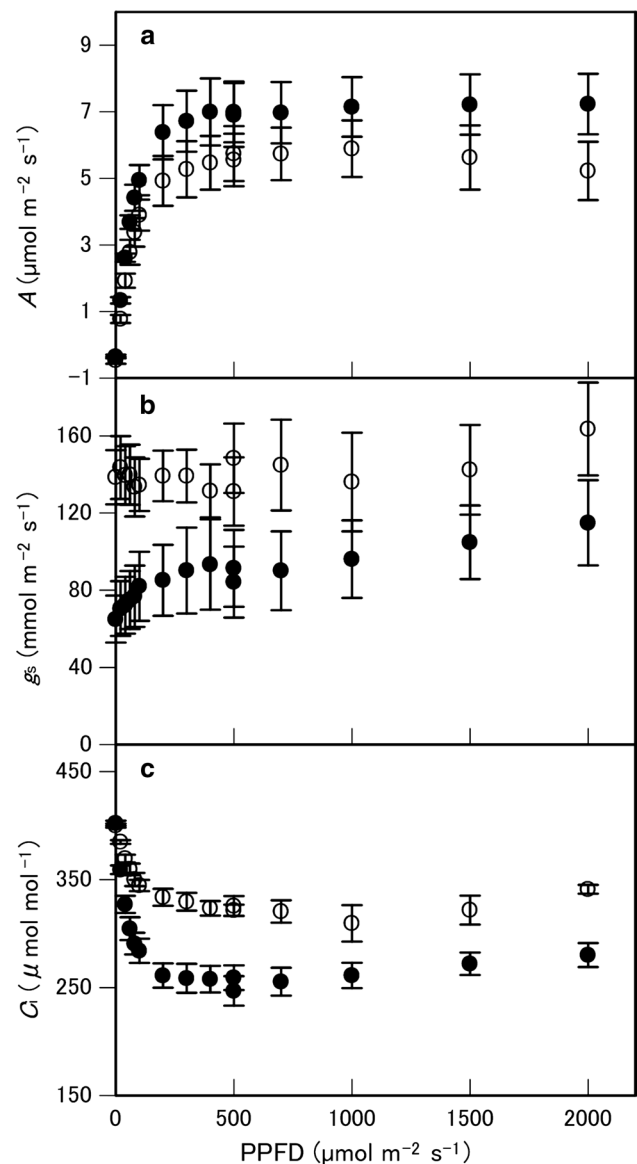 a
9
7
5
3
1
−1
A (μmol m−2 s−1)
b
160
120
80
40
0
gs (mmol m−2 s−1)
c
450
350
250
150
Ci (μ mol mol−1)
0 500 1000 1500 2000
PPFD (μmol m−2 s−1)